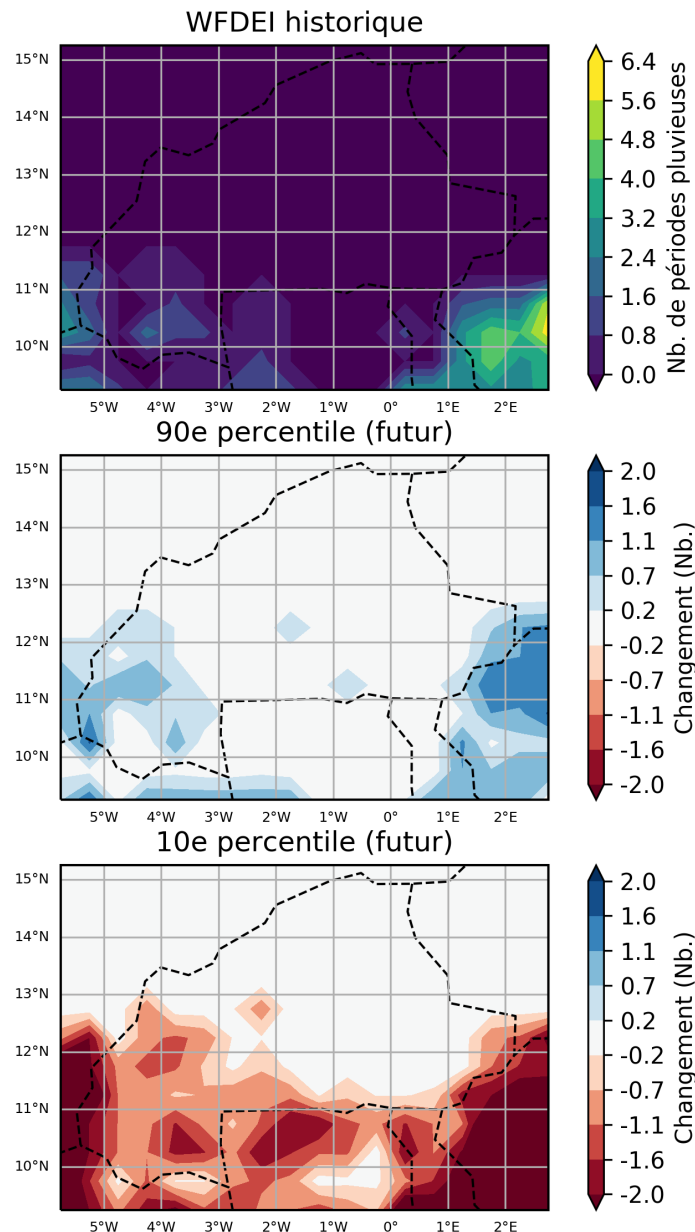 WFDEI historique
15°N
14°N
13°N
12°N
11°N
10°N
5°W 4°W 3°W 2°W 1°W 0° 1°E 2°E
6.4
5.6
4.8
4.0
3.2
2.4
1.6
0.8
0.0
Nb. de périodes pluvieuses
90e percentile (futur)
15°N
14°N
13°N
12°N
11°N
10°N
5°W 4°W 3°W 2°W 1°W 0° 1°E 2°E
2.0
1.6
1.1
0.7
0.2
-0.2
-0.7
-1.1
-1.6
-2.0
Changement (Nb.)
10e percentile (futur)
15°N
14°N
13°N
12°N
11°N
10°N
5°W 4°W 3°W 2°W 1°W 0° 1°E 2°E
2.0
1.6
1.1
0.7
0.2
-0.2
-0.7
-1.1
-1.6
-2.0
Changement (Nb.)